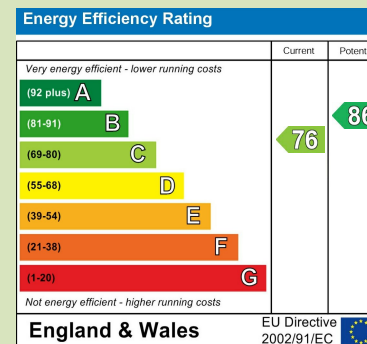 Energy Efficiency Rating
Current Potent
Very energy efficient - lower running costs
(92 plus) A
(81-91) B
(69-80) C
(55-68) D
(39-54) E
(21-38) F
(1-20) G
76
86
Not energy efficient - higher running costs
England & Wales
EU Directive
2002/91/EC